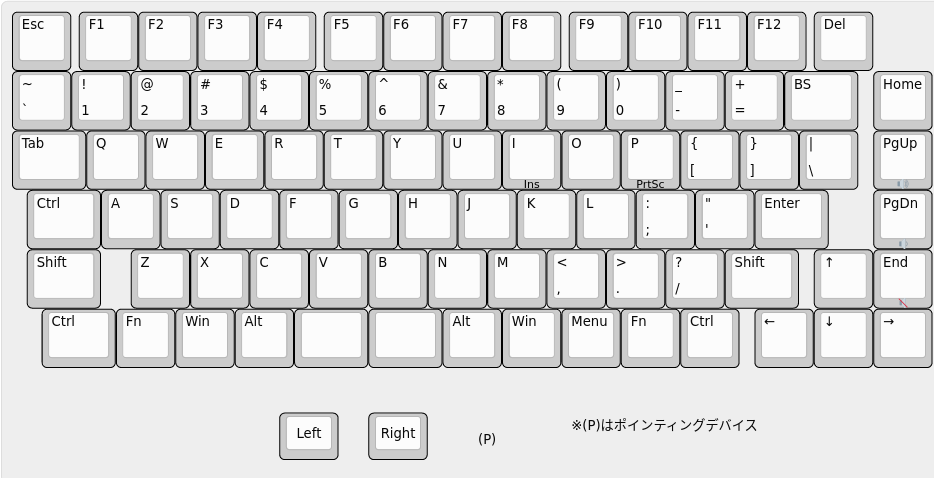 Esc F1 F2 F3 F4 F5 F6 F7 F8 F9 F10 F11 F12 Del
~ ! @ # $ % ^ & * ( ) _ + BS Home
` 1 2 3 4 5 6 7 8 9 0 - =
Tab Q W E R T Y U I O P { } | PgUp
[ ] \
Ins PrtSc
Ctrl A S D F G H J K L : " Enter PgDn
; '
Shift Z X C V B N M < > ? Shift ↑ End
, . /
Ctrl Fn Win Alt Alt Win Menu Fn Ctrl ← ↓ →
Left Right (P) ※(P)はポインティングデバイス